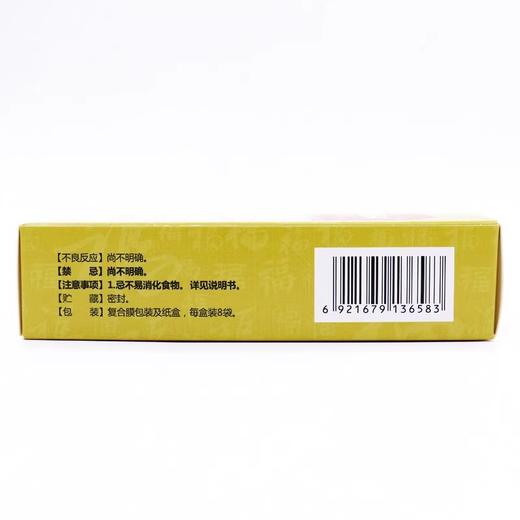 【不良反应】尚不明确。
【禁　　忌】尚不明确。
【注意事项】1.忌不易消化食物。详见说明书。
【贮　　藏】密封。
【包　　装】复合膜包装及纸盒，每盒装8袋。
6 921679 136583